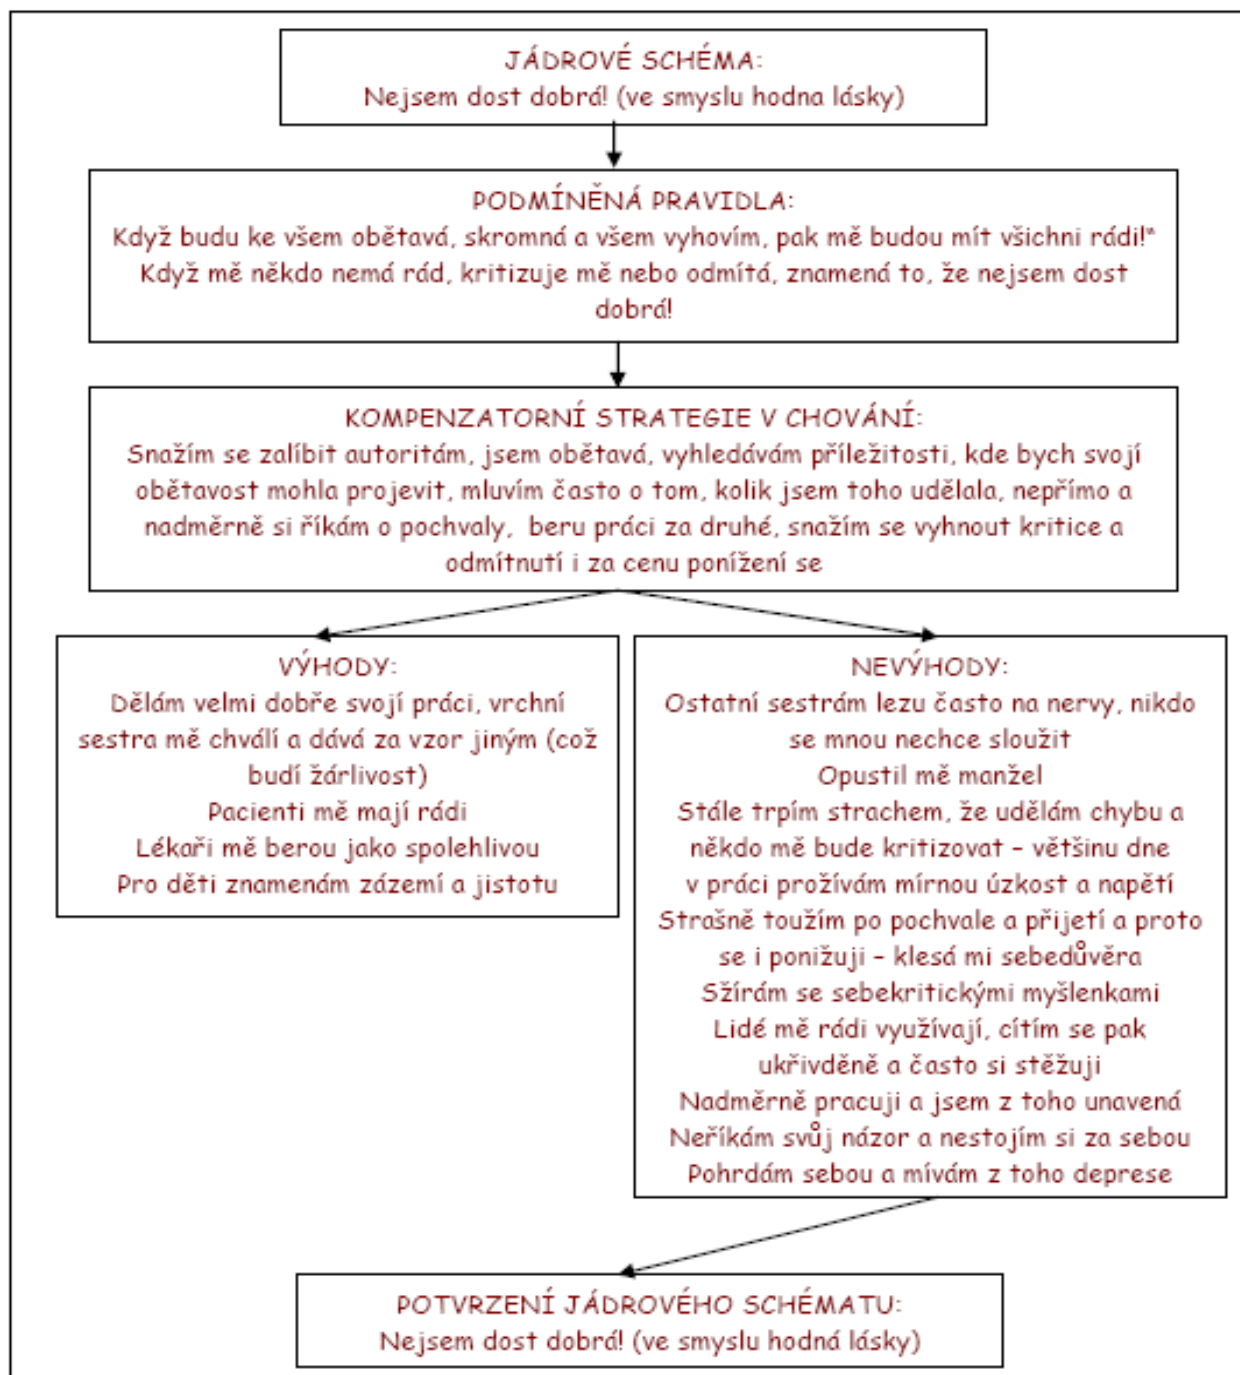 JÁDROVÉ SCHÉMA:
Nejsem dost dobrá! (ve smyslu hodna lásky)
PODMÍNĚNÁ PRAVIDLA:
Když budu ke všem obětavá, skromná a všem vyhovím, pak mě budou mít všichni rádi!“
Když mě někdo nemá rád, kritizuje mě nebo odmítá, znamená to, že nejsem dost
dobrá!
KOMPENZATORNÍ STRATEGIE V CHOVÁNÍ:
Snažím se zalíbit autoritám, jsem obětavá, vyhledávám příležitosti, kde bych svojí
obětavost mohla projevit, mluvím často o tom, kolik jsem toho udělala, nepřímo a
nadměrně si říkám o pochvaly, beru práci za druhé, snažím se vyhnout kritice a
odmítnutí i za cenu ponížení se
VÝHODY:
Dělám velmi dobře svojí práci, vrchní
sestra mě chválí a dává za vzor jiným (což
budí žárlivost)
Pacienti mě mají rádi
Lékaři mě berou jako spolehlivou
Pro děti znamenám zázemí a jistotu
NEVÝHODY:
Ostatní sestrám lezu často na nervy, nikdo
se mnou nechce sloužit
Opustil mě manžel
Stále trpím strachem, že udělám chybu a
někdo mě bude kritizovat – většinu dne
v práci prožívám mírnou úzkost a napětí
Strašně toužím po pochvale a přijetí a proto
se i ponižuji – klesá mi sebedůvěra
Sžírám se sebekritickými myšlenkami
Lidé mě rádi využívají, cítím se pak
ukřivděně a často si stěžuji
Nadměrně pracuji a jsem z toho unavená
Neříkám svůj názor a nestojím si za sebou
Pohrdám sebou a mívám z toho deprese
POTVRZENÍ JÁDROVÉHO SCHÉMATU:
Nejsem dost dobrá! (ve smyslu hodná lásky)